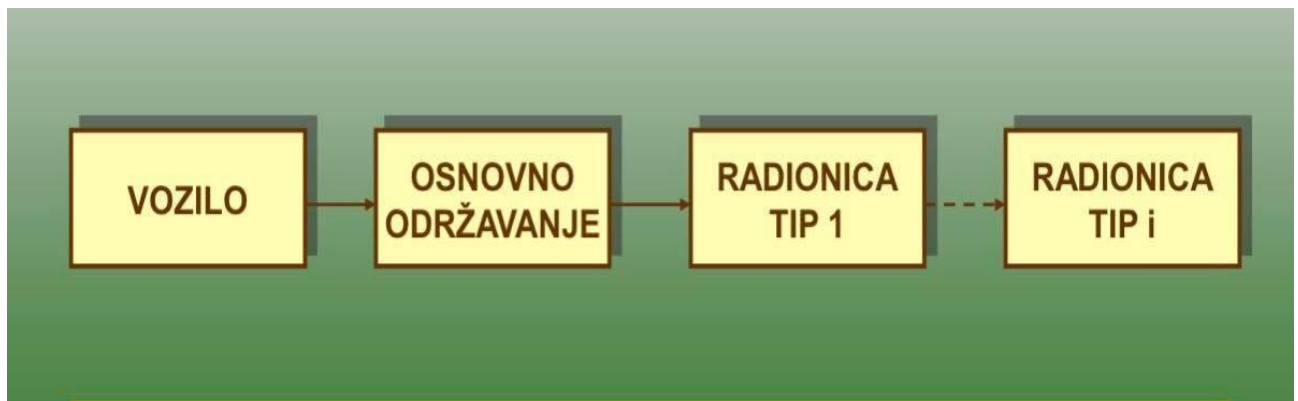 VOZILO
OSNOVNO
ODRŽAVANJE
RADIONICA
TIP 1
RADIONICA
TIP i